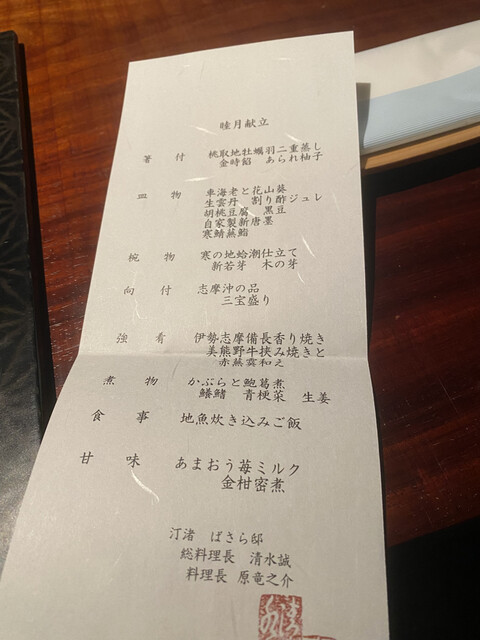 睦月献立
箸付 桃取地牡蠣羽二重蒸し
金時餡 あられ柚子
皿物 車海老と花山葵
生雲丹 割り酢ジュレ
胡桃豆腐 黒豆
自家製新唐墨
寒鯖蕪鮨
椀物 寒の地蛤潮仕立て
新若芽 木の芽
向付 志摩沖の品
三宝盛り
強肴 伊勢志摩備長香り焼き
美熊野牛挟み焼きと
赤蕪霙和え
煮物 かぶらと鮑葛煮
鱶鰭 青梗菜 生姜
食事 地魚炊き込みご飯
甘味 あまおう苺ミルク
金柑密煮
汀渚 ばさら邸
総料理長 清水誠
料理長 原竜之介